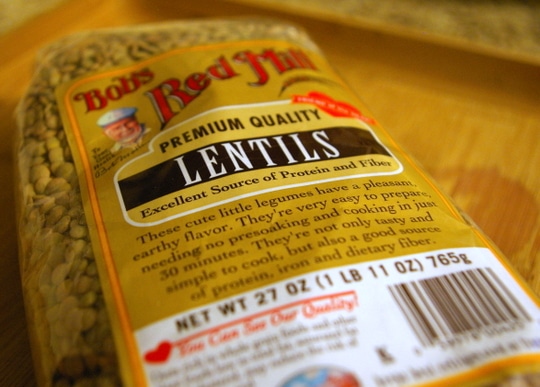 Bob's
Red Mill
PREMIUM QUALITY
LENTILS
Excellent Source of Protein and Fiber
These cute little legumes have a pleasant,
earthy flavor. They're very easy to prepare,
needing no presoaking and cooking in just
30 minutes. They're not only tasty and
simple to cook, but also a good source
of protein, iron and dietary fiber.
NET WT 27 OZ (1 LB 11 OZ) 765g
You Can See Our Quality!
K